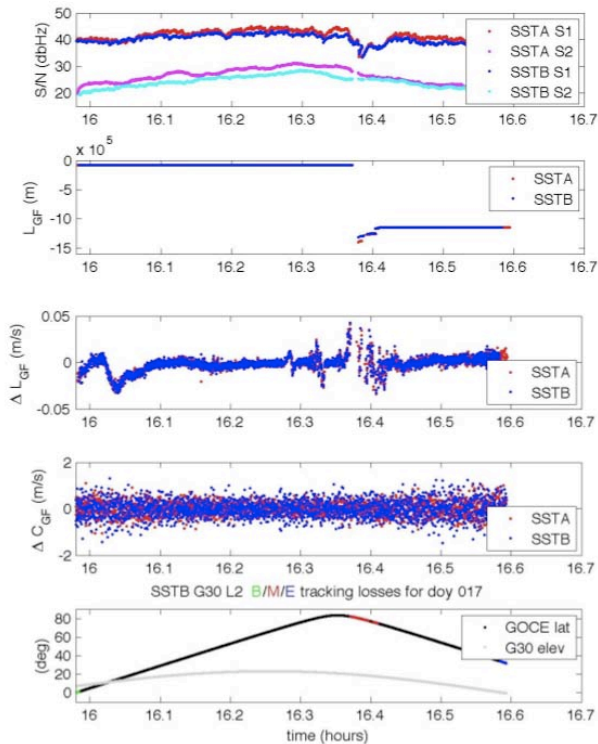 50
40
30
20
S/N (dbHz)
SSTA S1
SSTA S2
SSTB S1
SSTB S2
16 16.1 16.2 16.3 16.4 16.5 16.6 16.7
x 10^5
0
-5
-10
-15
L_GF (m)
SSTA
SSTB
16 16.1 16.2 16.3 16.4 16.5 16.6 16.7
0.05
0
-0.05
Δ L_GF (m/s)
SSTA
SSTB
16 16.1 16.2 16.3 16.4 16.5 16.6 16.7
2
0
-2
Δ C_GF (m/s)
SSTA
SSTB
16 16.1 16.2 16.3 16.4 16.5 16.6 16.7
SSTB G30 L2 B/M/E tracking losses for doy 017
80
60
40
20
0
(deg)
GOCE lat
G30 elev
16 16.1 16.2 16.3 16.4 16.5 16.6 16.7
time (hours)